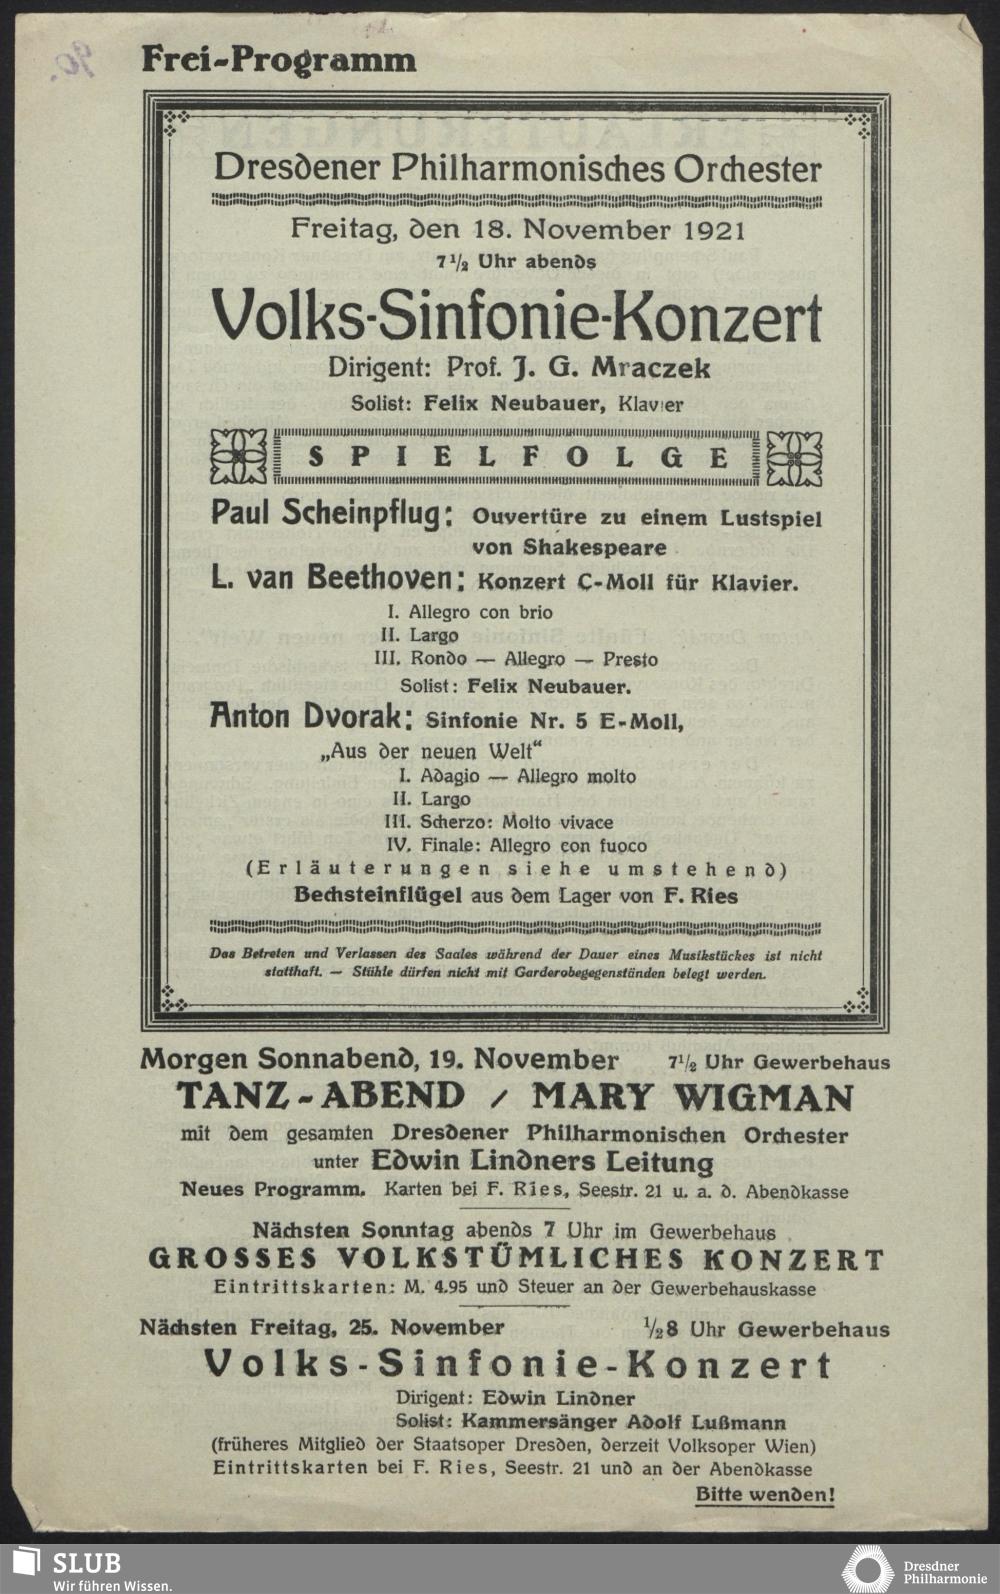 90.
Frei-Programm
Dresdener Philharmonisches Orchester
Freitag, den 18. November 1921
7 1/2 Uhr abends
Volks-Sinfonie-Konzert
Dirigent: Prof. J. G. Mraczek
Solist: Felix Neubauer, Klavier
SPIELFOLGE
Paul Scheinpflug: Ouvertüre zu einem Lustspiel
von Shakespeare
L. van Beethoven: Konzert C-Moll für Klavier.
I. Allegro con brio
II. Largo
III. Rondo — Allegro — Presto
Solist: Felix Neubauer.
Anton Dvorak: Sinfonie Nr. 5 E-Moll,
„Aus der neuen Welt“
I. Adagio — Allegro molto
II. Largo
III. Scherzo: Molto vivace
IV. Finale: Allegro con fuoco
(Erläuterungen siehe umstehend)
Bechsteinflügel aus dem Lager von F. Ries
Das Betreten und Verlassen des Saales während der Dauer eines Musikstückes ist nicht
statthaft. — Stühle dürfen nicht mit Garderobegegenständen belegt werden.
Morgen Sonnabend, 19. November 7 1/2 Uhr Gewerbehaus
TANZ-ABEND / MARY WIGMAN
mit dem gesamten Dresdener Philharmonischen Orchester
unter Edwin Lindners Leitung
Neues Programm. Karten bei F. Ries, Seestr. 21 u. a. d. Abendkasse
Nächsten Sonntag abends 7 Uhr im Gewerbehaus
GROSSES VOLKSTÜMLICHES KONZERT
Eintrittskarten: M. 4.95 und Steuer an der Gewerbehauskasse
Nächsten Freitag, 25. November 1/2 8 Uhr Gewerbehaus
Volks-Sinfonie-Konzert
Dirigent: Edwin Lindner
Solist: Kammersänger Adolf Lußmann
(früheres Mitglied der Staatsoper Dresden, derzeit Volksoper Wien)
Eintrittskarten bei F. Ries, Seestr. 21 und an der Abendkasse
Bitte wenden!
SLUB
Wir führen Wissen.
Dresdner
Philharmonie